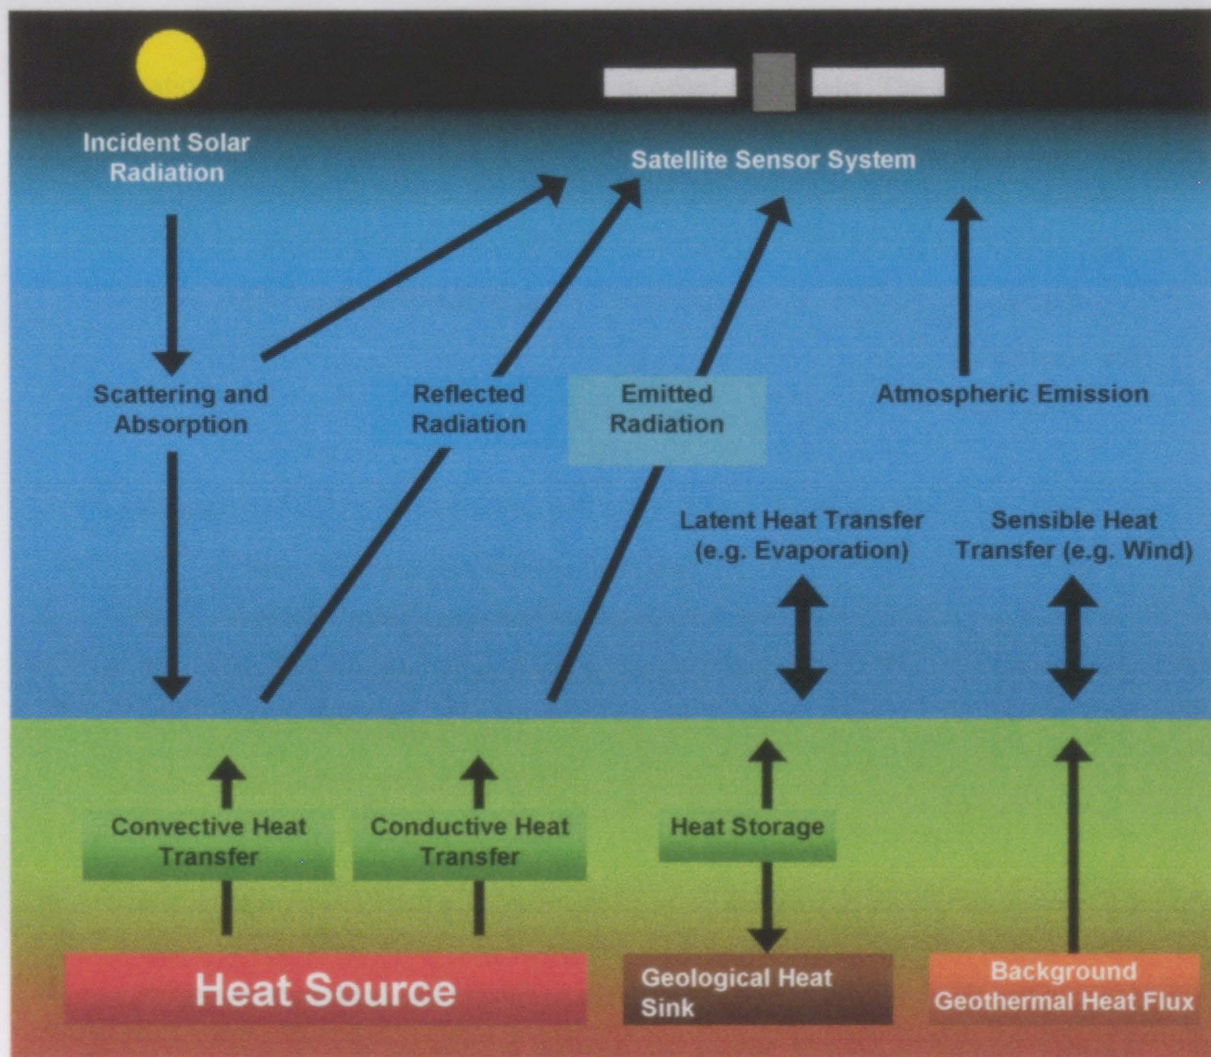 Incident Solar
Radiation
Satellite Sensor System
Scattering and
Absorption
Reflected
Radiation
Emitted
Radiation
Atmospheric Emission
Latent Heat Transfer
(e.g. Evaporation)
Sensible Heat
Transfer (e.g. Wind)
Convective Heat
Transfer
Conductive Heat
Transfer
Heat Storage
Heat Source
Geological Heat
Sink
Background
Geothermal Heat Flux